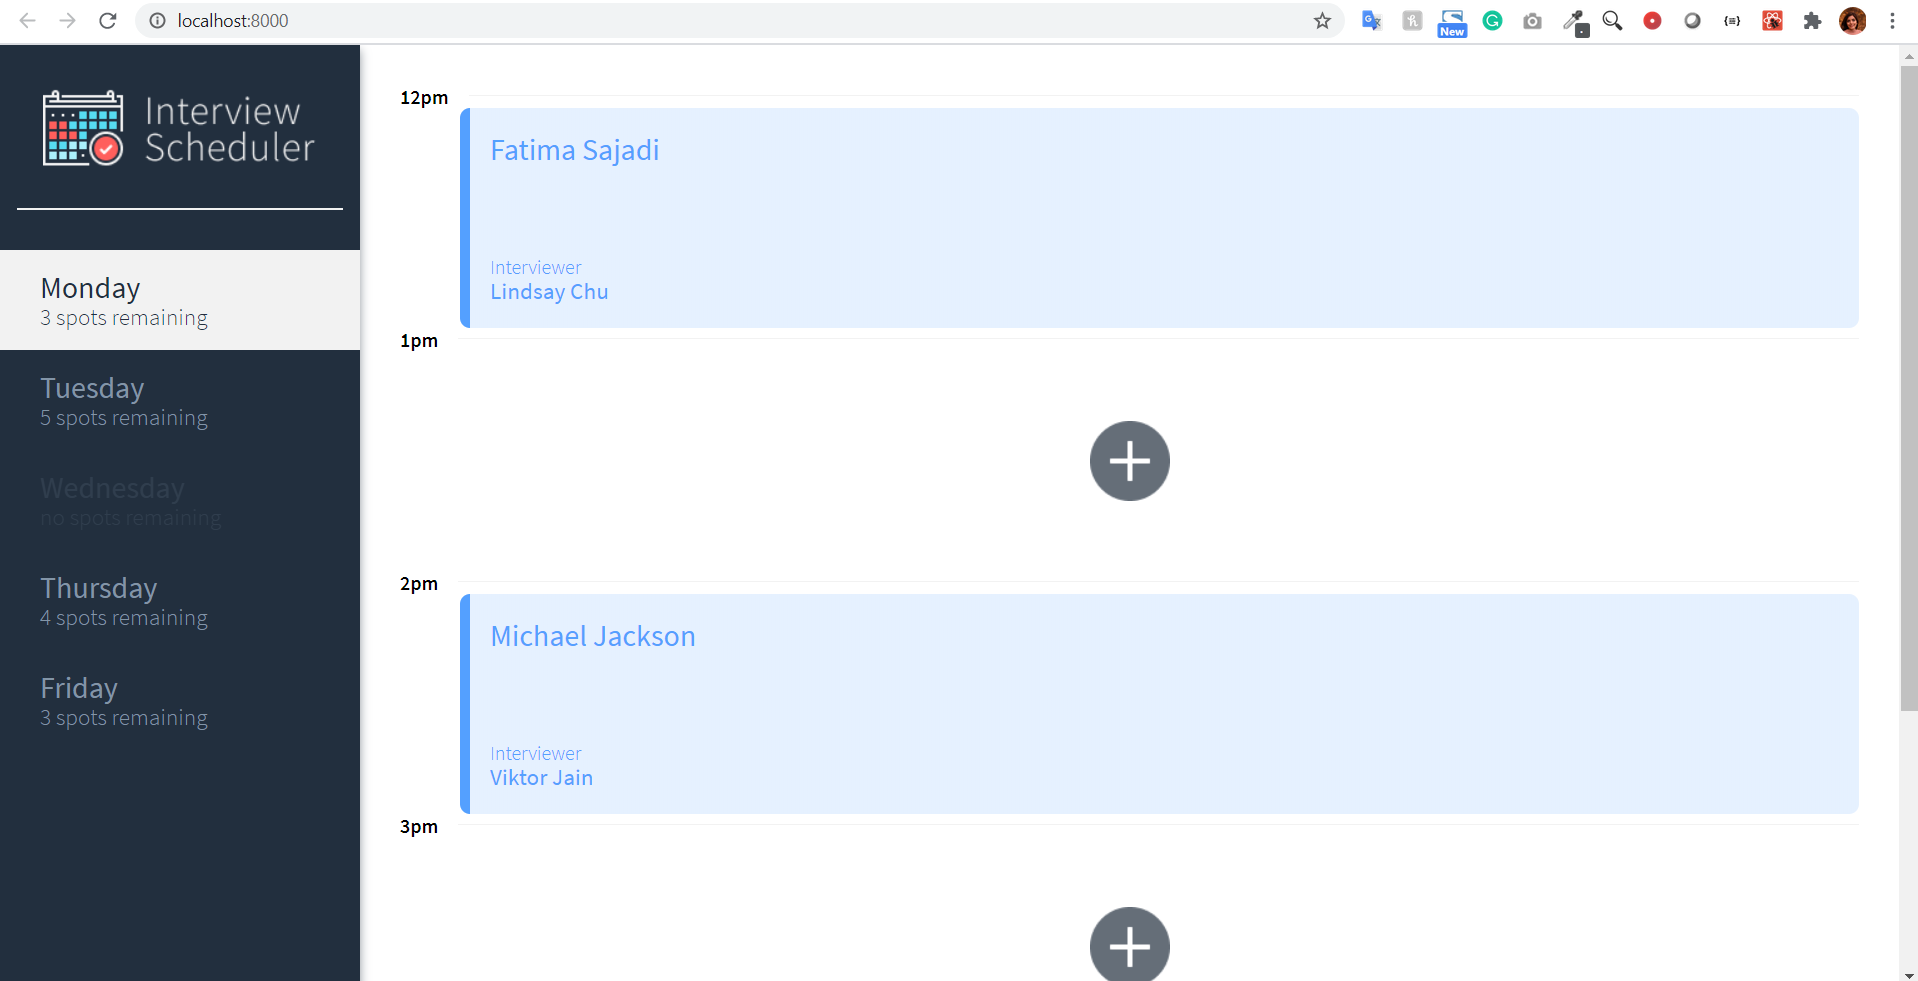 localhost:8000
New
Interview
Scheduler
Monday
3 spots remaining
Tuesday
5 spots remaining
Wednesday
no spots remaining
Thursday
4 spots remaining
Friday
3 spots remaining
12pm
Fatima Sajadi
Interviewer
Lindsay Chu
1pm
2pm
Michael Jackson
Interviewer
Viktor Jain
3pm